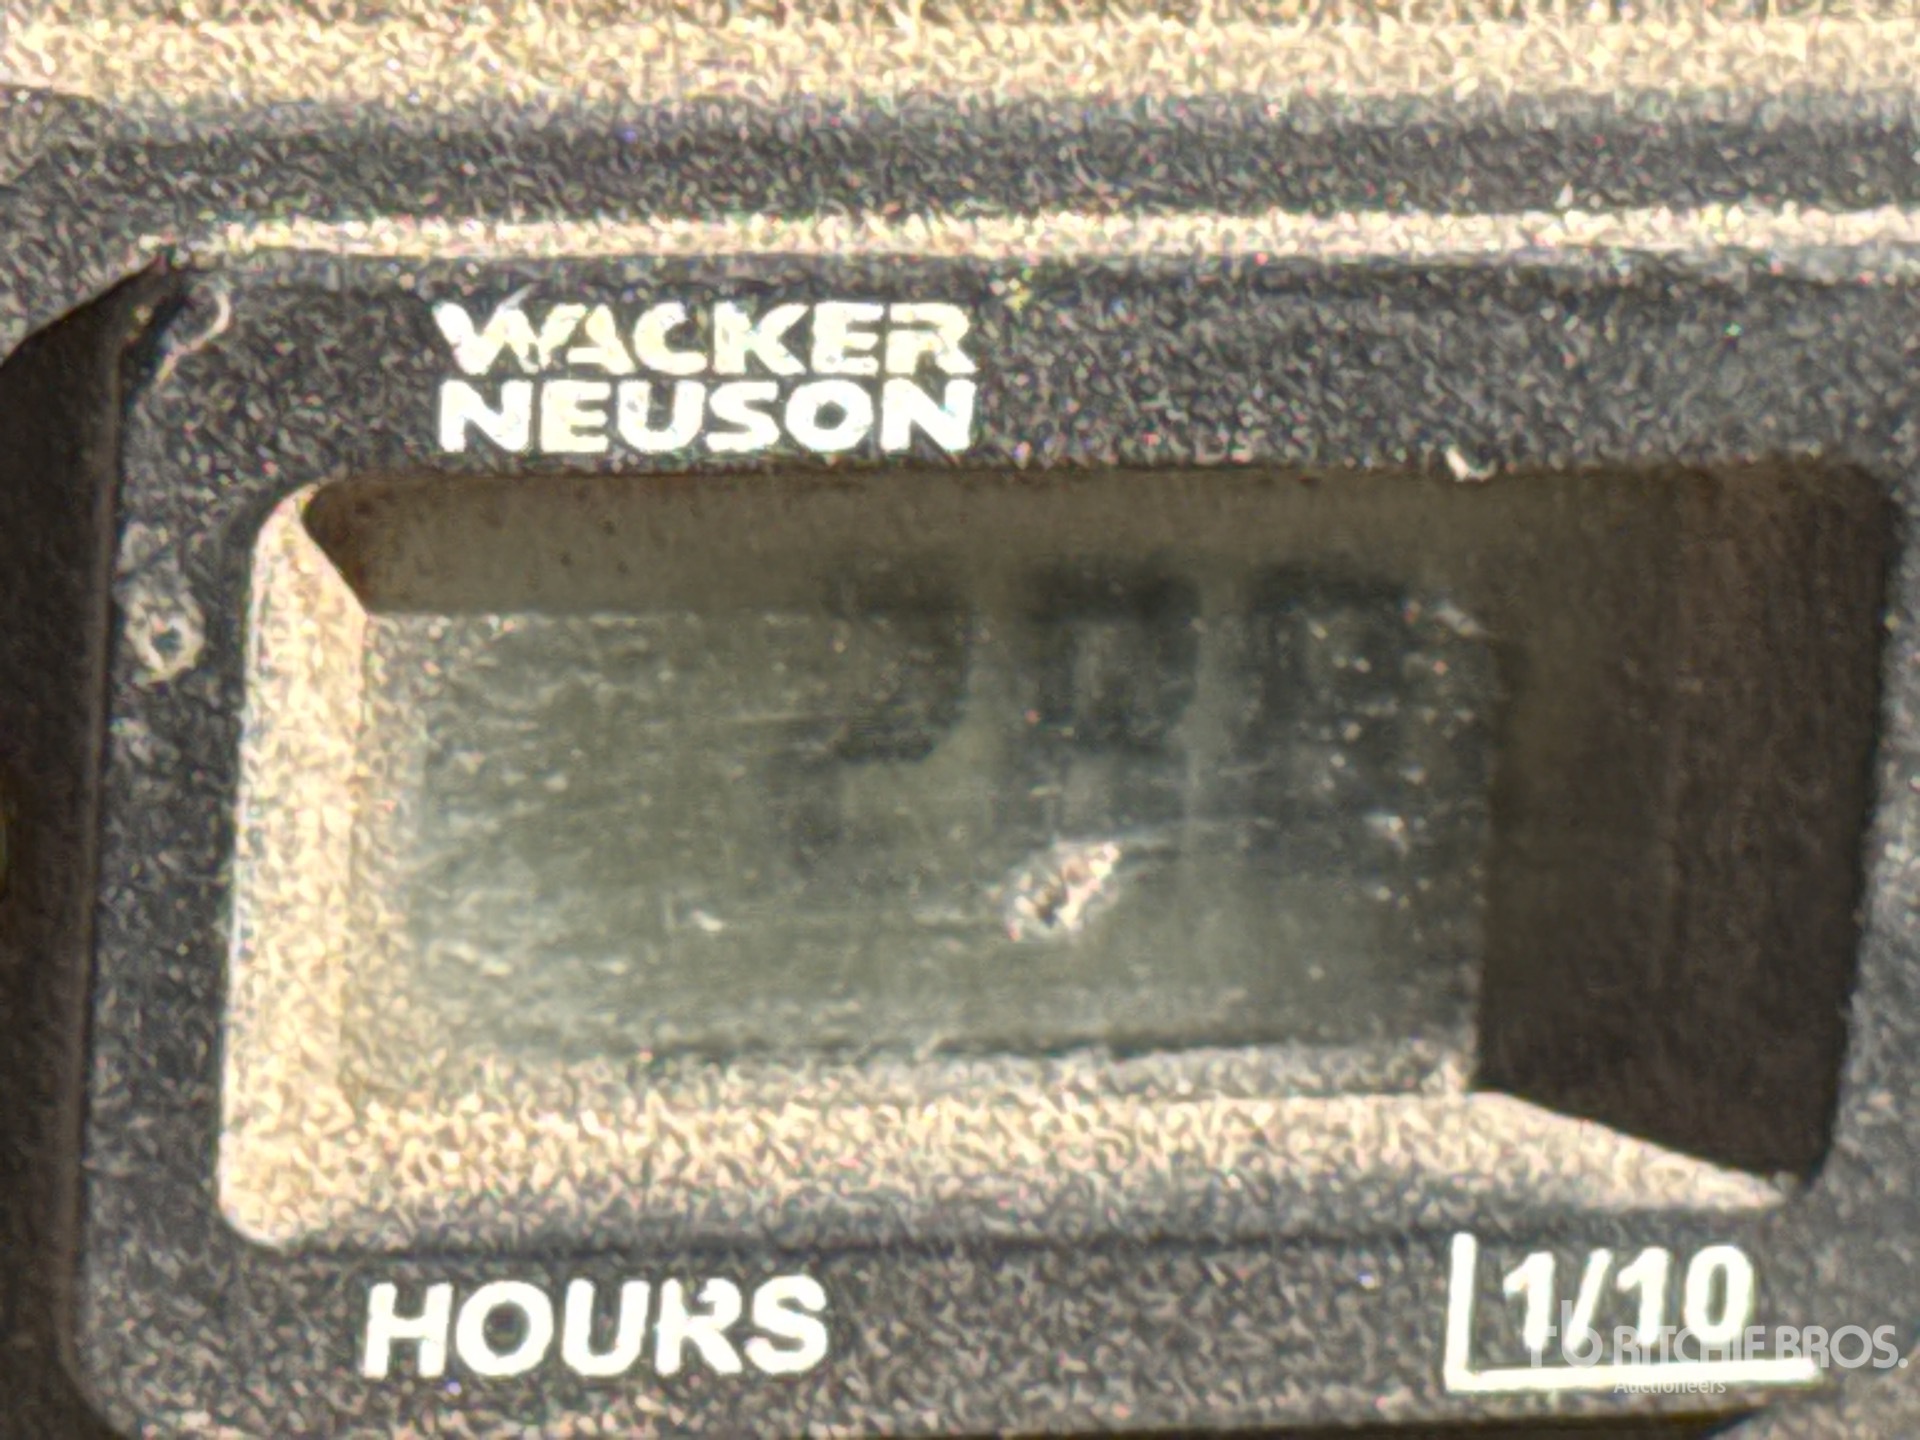 WACKER
NEUSON
HOURS
1/10
RITCHIE BROS.
Auctioneers